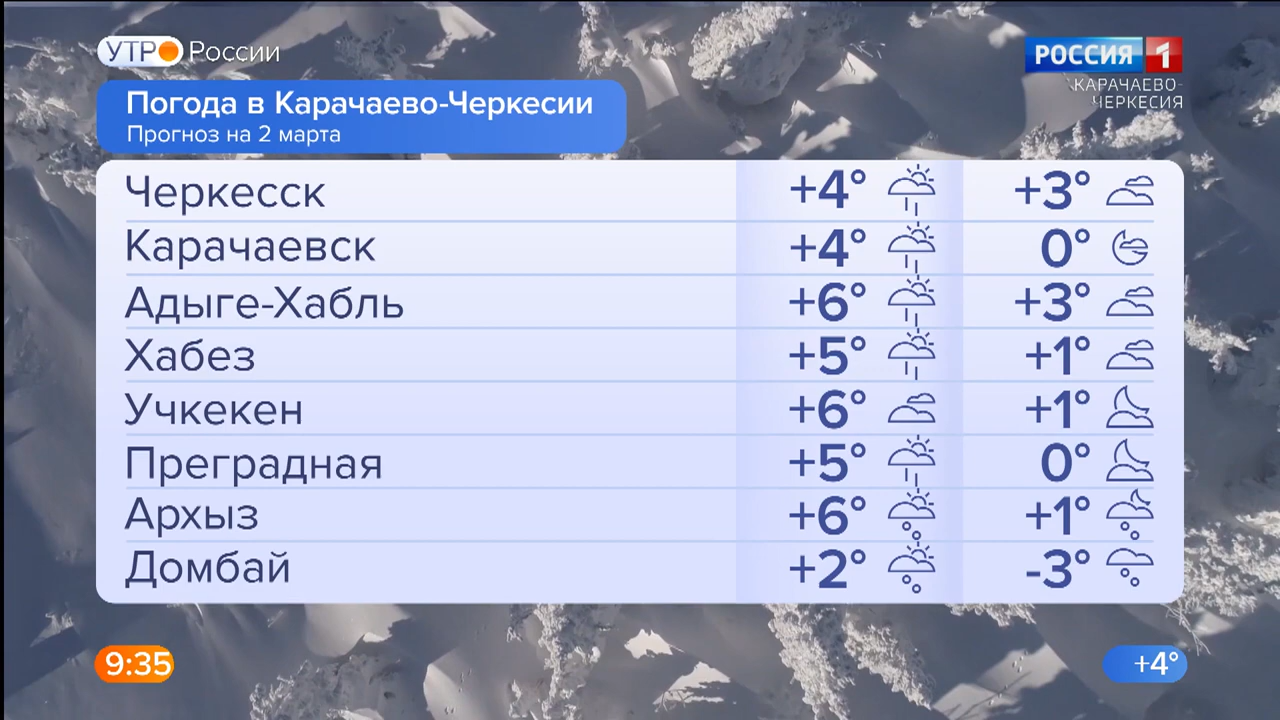 УТРО России
РОССИЯ 1
КАРАЧАЕВО-
ЧЕРКЕСИЯ
Погода в Карачаево-Черкесии
Прогноз на 2 марта
Черкесск +4° +3°
Карачаевск +4° 0°
Адыге-Хабль +6° +3°
Хабез +5° +1°
Учкекен +6° +1°
Преградная +5° 0°
Архыз +6° +1°
Домбай +2° -3°
9:35
+4°